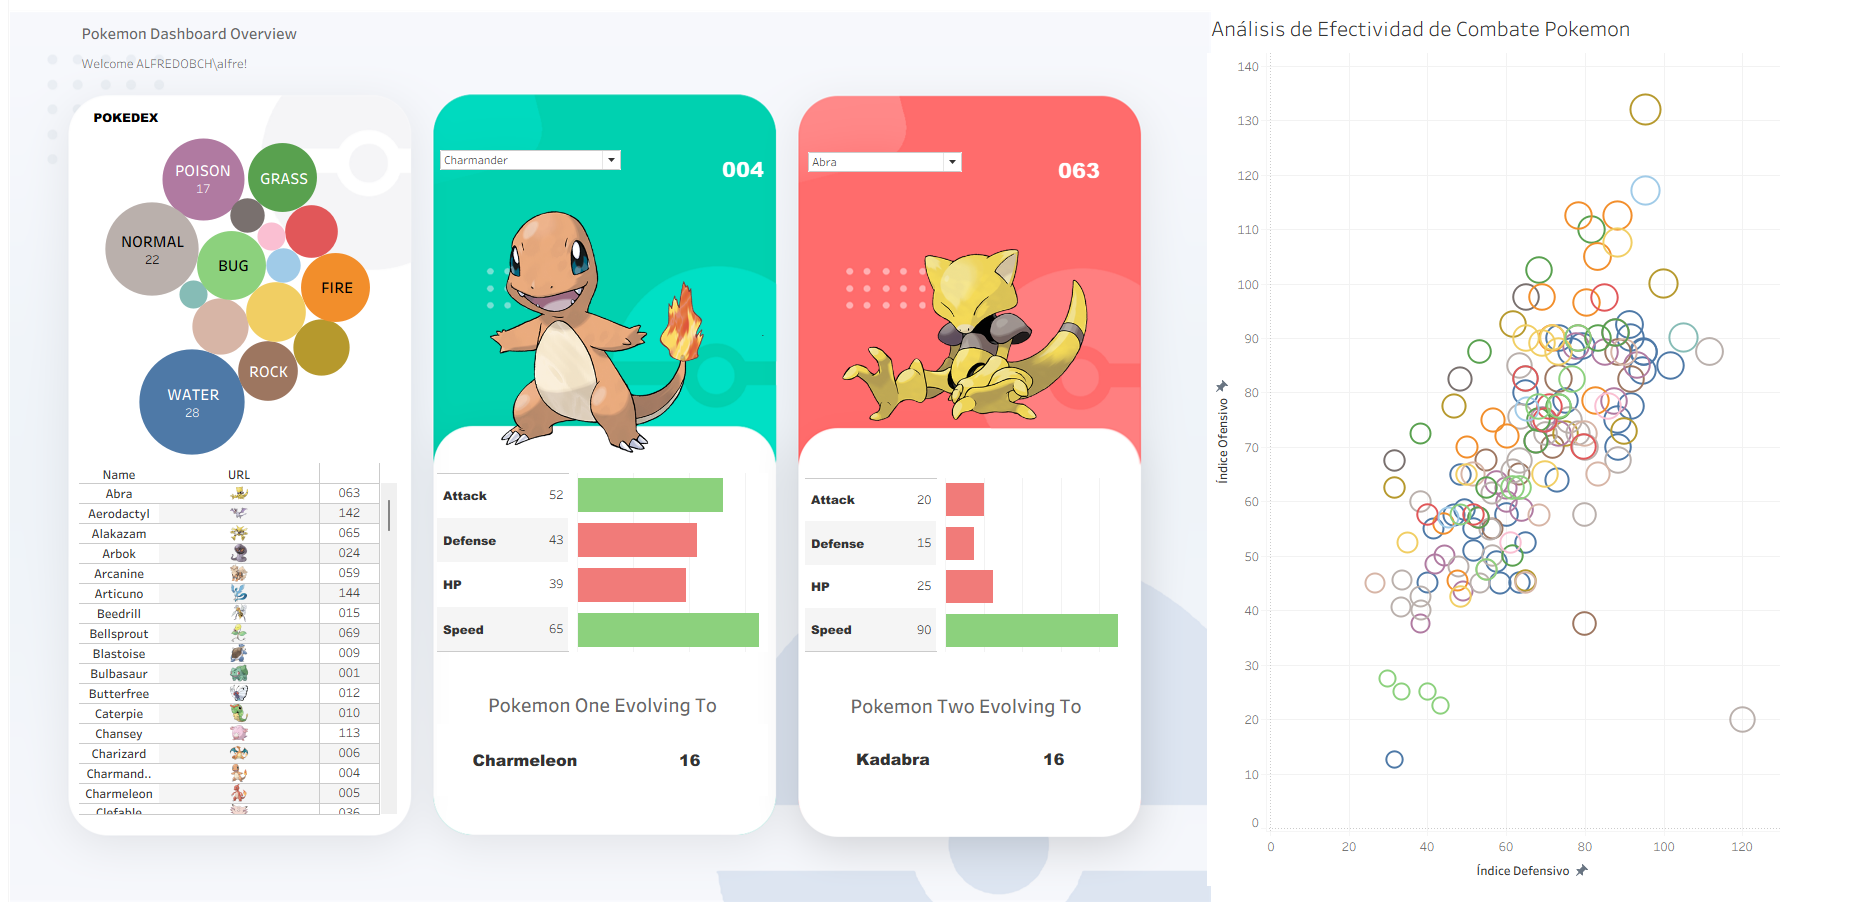 Pokemon Dashboard Overview
Welcome ALFREDOBCH\alfre!
POKEDEX
POISON
17
GRASS
NORMAL
22
BUG
FIRE
ROCK
WATER
28
Name URL
Abra 063
Aerodactyl 142
Alakazam 065
Arbok 024
Arcanine 059
Articuno 144
Beedrill 015
Bellsprout 069
Blastoise 009
Bulbasaur 001
Butterfree 012
Caterpie 010
Chansey 113
Charizard 006
Charmand.. 004
Charmeleon 005
Clefable 036
Charmander
004
Attack 52
Defense 43
HP 39
Speed 65
Pokemon One Evolving To
Charmeleon 16
Abra
063
Attack 20
Defense 15
HP 25
Speed 90
Pokemon Two Evolving To
Kadabra 16
Análisis de Efectividad de Combate Pokemon
140
130
120
110
100
90
80
70
60
50
40
30
20
10
0
Índice Ofensivo
0 20 40 60 80 100 120
Índice Defensivo